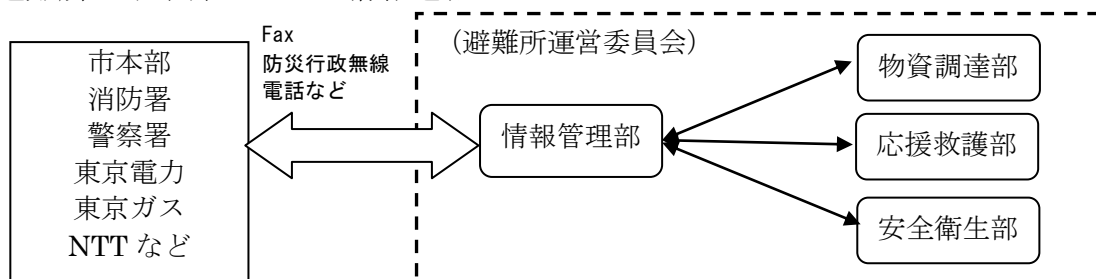 市本部
消防署
警察署
東京電力
東京ガス
NTT など
Fax
防災行政無線
電話など
(避難所運営委員会)
情報管理部
物資調達部
応援救護部
安全衛生部